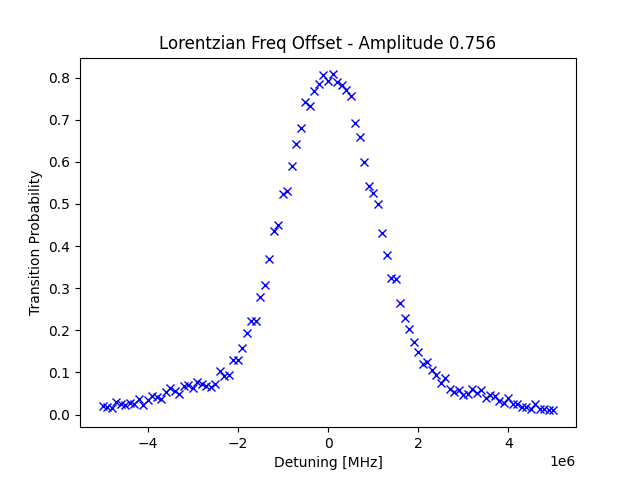 Lorentzian Freq Offset - Amplitude 0.756
Transition Probability
0.8
0.7
0.6
0.5
0.4
0.3
0.2
0.1
0.0
−4 −2 0 2 4
1e6
Detuning [MHz]